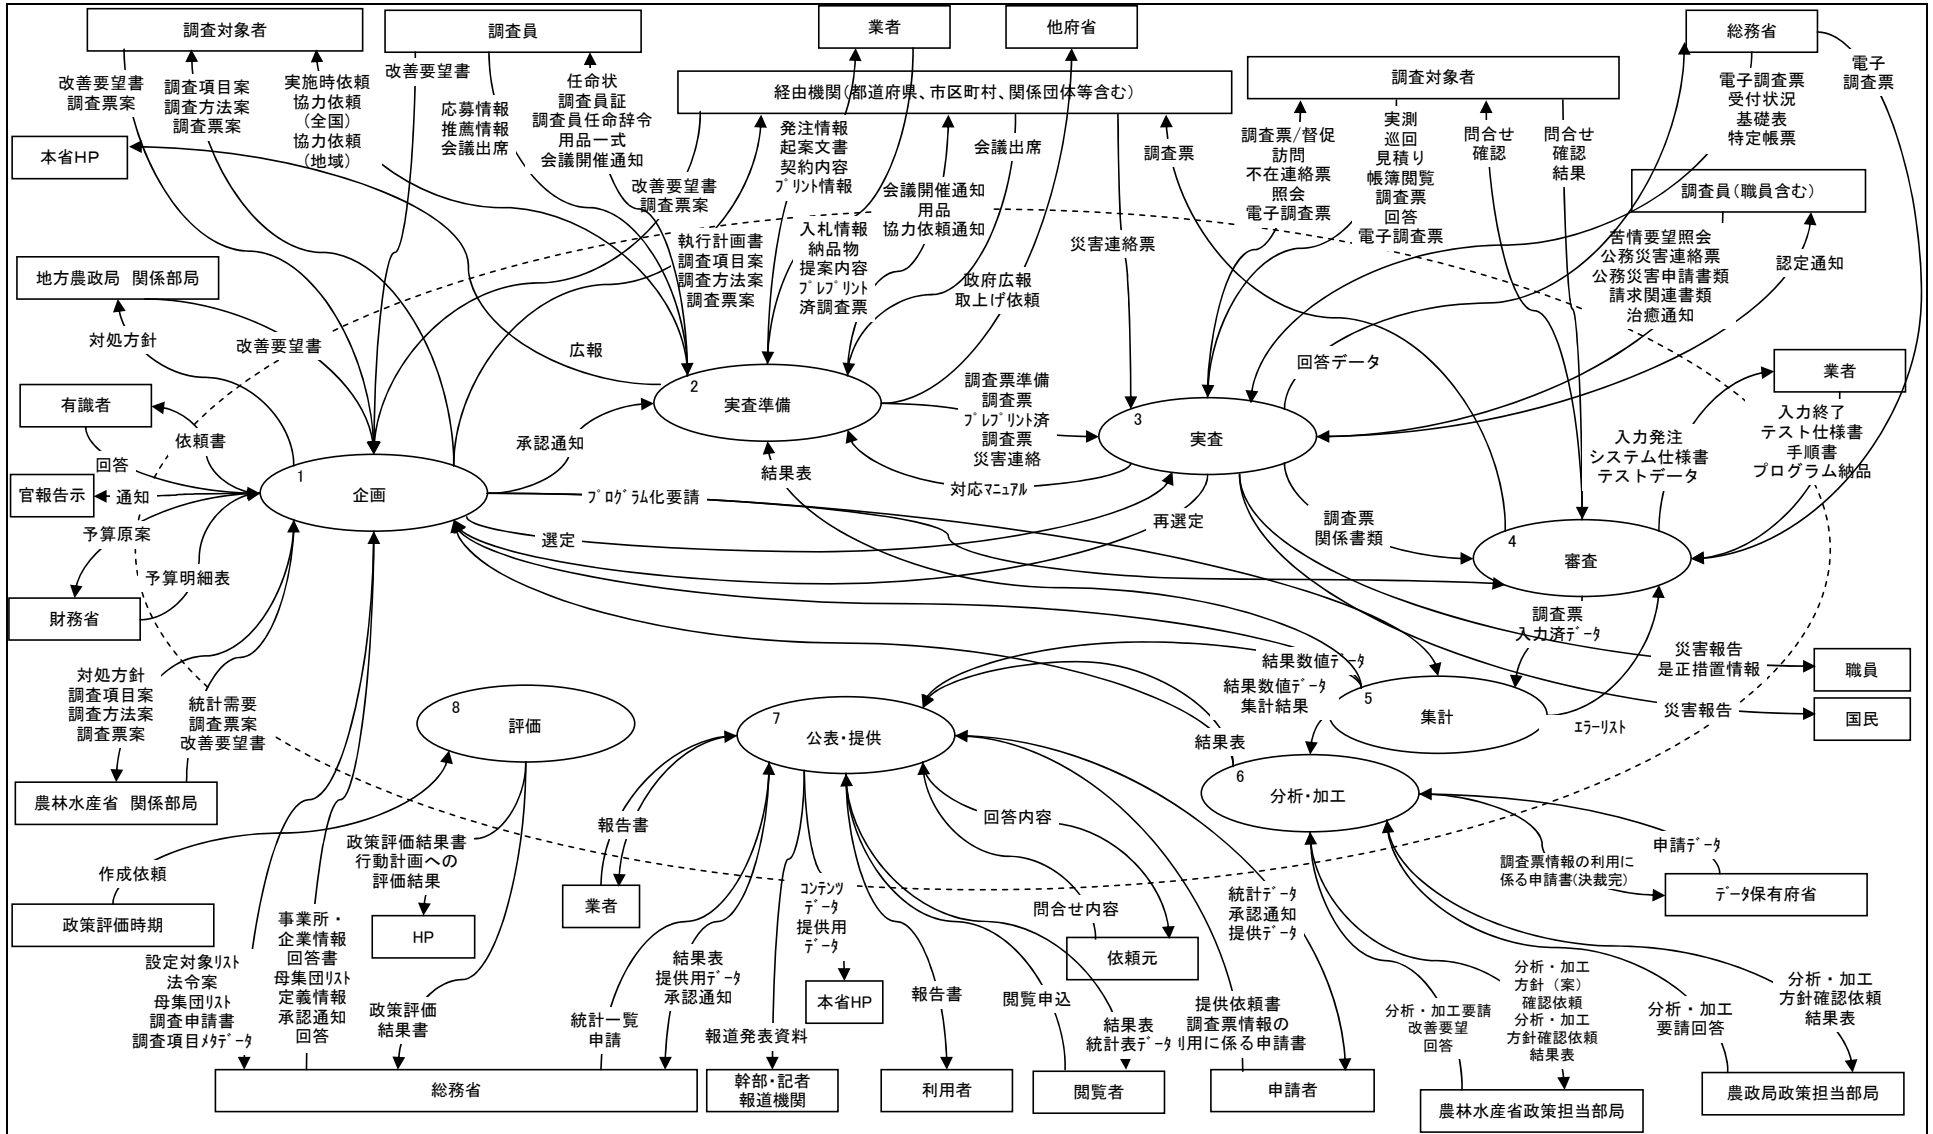 調査対象者
調査員
業者
他府省
総務省
経由機関(都道府県、市区町村、関係団体等含む)
調査対象者
改善要望書
調査票案
調査項目案
調査方法案
調査票案
実施時依頼
協力依頼
(全国)
協力依頼
(地域)
改善要望書
応募情報
推薦情報
会議出席
任命状
調査員証
調査員任命辞令
用品一式
会議開催通知
改善要望書
調査票案
発注情報
起案文書
契約内容
ﾌﾟﾘﾝﾄ情報
会議出席
会議開催通知
用品
協力依頼通知
調査票
災害連絡票
調査票/督促
訪問
不在連絡票
照会
電子調査票
実測
巡回
見積り
帳簿閲覧
調査票
回答
電子調査票
問合せ
確認
問合せ
確認
結果
電子調査票
受付状況
基礎表
特定帳票
電子
調査票
本省HP
調査員(職員含む)
苦情要望照会
公務災害連絡票
公務災害申請書類
請求関連書類
治癒通知
認定通知
執行計画書
調査項目案
調査方法案
調査票案
入札情報
納品物
提案内容
ﾌﾟﾚﾌﾟﾘﾝﾄ
済調査票
政府広報
取上げ依頼
地方農政局 関係部局
対処方針
改善要望書
広報
2
実査準備
調査票準備
調査票
ﾌﾟﾚﾌﾟﾘﾝﾄ済
調査票
災害連絡
3
実査
回答データ
業者
入力終了
テスト仕様書
手順書
プログラム納品
入力発注
システム仕様書
テストデータ
有識者
依頼書
回答
承認通知
結果表
対応ﾏﾆｭｱﾙ
1
企画
官報告示
通知
ﾌﾟﾛｸﾞﾗﾑ化要請
選定
再選定
調査票
関係書類
4
審査
予算原案
予算明細表
財務省
調査票
入力済ﾃﾞｰﾀ
災害報告
是正措置情報
職員
災害報告
国民
対処方針
調査項目案
調査方法案
調査票案
統計需要
調査票案
改善要望書
農林水産省 関係部局
8
評価
7
公表・提供
結果数値ﾃﾞｰﾀ
結果数値ﾃﾞｰﾀ
集計結果
結果表
5
集計
ｴﾗｰﾘｽﾄ
6
分析・加工
作成依頼
政策評価時期
政策評価結果書
行動計画への
評価結果
HP
報告書
業者
ｺﾝﾃﾝﾂ
ﾃﾞｰﾀ
提供用
ﾃﾞｰﾀ
本省HP
回答内容
問合せ内容
依頼元
統計ﾃﾞｰﾀ
承認通知
提供ﾃﾞｰﾀ
調査票情報の利用に
係る申請書(決裁完)
申請ﾃﾞｰﾀ
ﾃﾞｰﾀ保有府省
設定対象ﾘｽﾄ
法令案
母集団ﾘｽﾄ
調査申請書
調査項目ﾒﾀﾃﾞｰﾀ
事業所・
企業情報
回答書
母集団ﾘｽﾄ
定義情報
承認通知
回答
政策評価
結果書
統計一覧
申請
結果表
提供用ﾃﾞｰﾀ
承認通知
報道発表資料
報告書
閲覧申込
結果表
統計表ﾃﾞｰﾀ
提供依頼書
調査票情報の
利用に係る申請書
分析・加工要請
改善要望
回答
分析・加工
方針(案)
確認依頼
分析・加工
方針確認依頼
結果表
分析・加工
要請回答
分析・加工
方針確認依頼
結果表
総務省
幹部・記者
報道機関
利用者
閲覧者
申請者
農林水産省政策担当部局
農政局政策担当部局